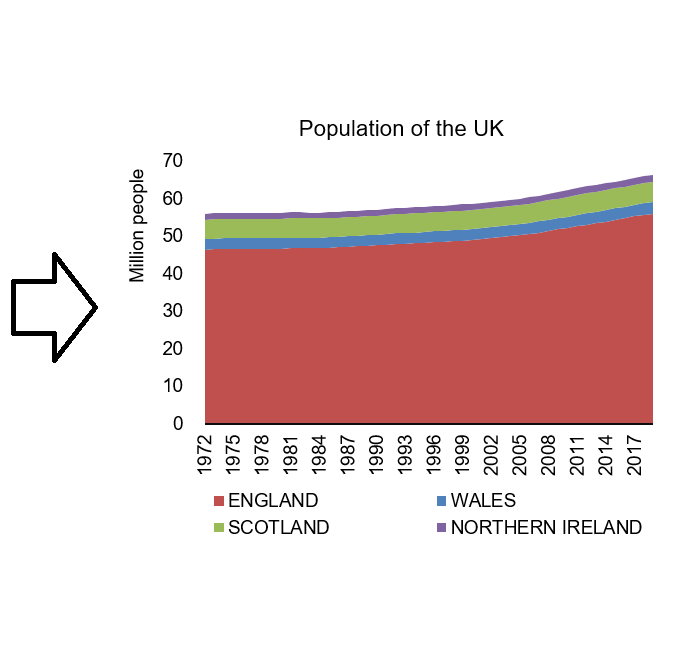 Population of the UK
Million people
70
60
50
40
30
20
10
0
1972 1975 1978 1981 1984 1987 1990 1993 1996 1999 2002 2005 2008 2011 2014 2017
ENGLAND WALES
SCOTLAND NORTHERN IRELAND